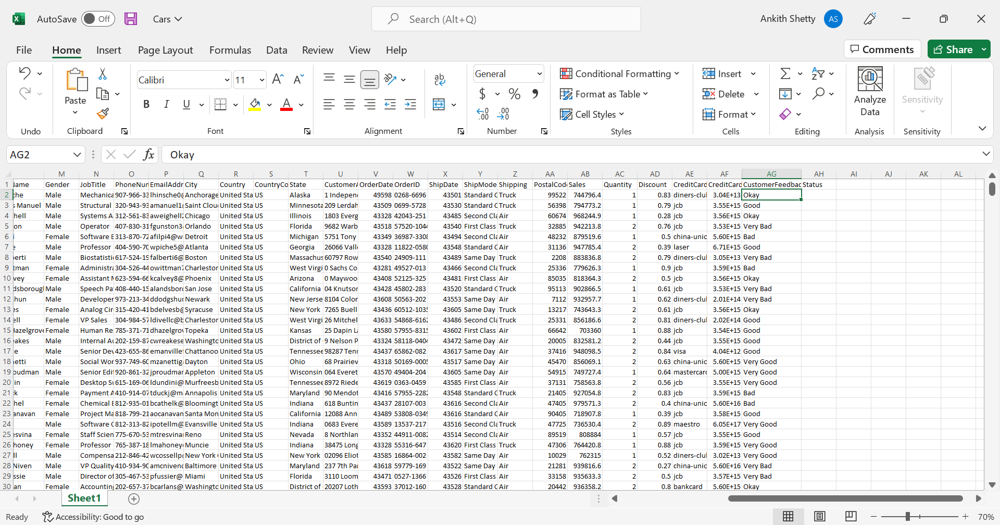 AutoSave Off Cars Search (Alt+Q) Ankith Shetty AS
File Home Insert Page Layout Formulas Data Review View Help Comments Share
Paste Calibri 11 B I U General Conditional Formatting Format as Table Cell Styles Insert Delete Format Analyze Data Sensitivity
Undo Clipboard Font Alignment Number Styles Cells Editing Analysis Sensitivity
AG2 fx Okay
M N O P Q R S T U V W X Y Z AA AB AC AD AE AF AG AH AI AJ AK AL
1 Name Gender JobTitle PhoneNun EmailAddr City Country CountryCo State CustomerA OrderDate OrderID ShipDate ShipMode Shipping PostalCode Sales Quantity Discount CreditCard CreditCard CustomerFeedbac Status
2 che Male Mechanica 907-966-33 lhinsche0@ Anchorage United Sta US Alaska 1 Indepen 49598 0268-6696 43501 Standard C Truck 99522 744796.4 1 0.83 diners-clul 3.04E+13 Okay
3 s Manuel Male Structural 320-943-93 amanuel1@ Saint Clou United Sta US Minnesota 209 Lerdah 43509 0699-5728 43530 Standard C Truck 56398 794773.2 1 0.79 jcb 3.55E+15 Good
4 hell Male Systems A 312-561-83 aweighell2 Chicago United Sta US Illinois 1803 Everg 43328 42043-251 43485 Second Cla Air 60674 968244.9 1 0.28 jcb 3.56E+15 Okay
5 on Male Operator 407-830-31 fgunston3@ Orlando United Sta US Florida 9682 Warb 43518 57520-1044 43540 First Class Truck 32885 942213.8 2 0.76 jcb 3.53E+15 Very Bad
6 i Female Software E 313-870-72 afilpi4@w Detroit United Sta US Michigan 5751 Tony 43349 36987-3308 43494 Second Cla Air 48232 879519.6 1 0.5 china-unio 5.60E+15 Bad
7 e Male Professor 404-590-70 wpiche5@ Atlanta United Sta US Georgia 26066 Valle 43328 11822-0580 43548 Standard C Air 31136 947785.4 2 0.39 laser 6.71E+15 Good
8 berti Male Biostatisti 617-524-19 falberti6@ Boston United Sta US Massachus 60797 Row 43540 24909-111 43489 Same Day Truck 2208 883836.8 2 0.79 diners-clul 3.05E+13 Very Bad
9 tman Female Administra 304-526-44 owittman7 Charleston United Sta US West Virgi 0 Sachs Co 43281 49527-013 43466 Second Cla Truck 25336 779626.3 1 0.9 jcb 3.59E+15 Bad
10 vey Female Assistant M 623-594-66 kcalvey8@ Phoenix United Sta US Arizona 0 Maywoo 43408 52125-325 43481 First Class Air 85035 818364.3 2 0.5 jcb 3.56E+15 Okay
11 dsborough Male Speech Pa 408-440-15 alandsboro San Jose United Sta US California 04 Knutson 43428 45802-283 43520 Standard C Truck 95113 902866.5 1 0.61 jcb 3.53E+15 Very Bad
12 hun Male Developer 973-213-34 ddodgshun Newark United Sta US New Jerse 8104 Color 43608 50563-202 43553 Same Day Air 7112 932957.7 1 0.62 diners-clul 2.01E+14 Very Bad
13 es Female Analog Cir 315-420-41 bdelvesb@ Syracuse United Sta US New York 7265 Buell 43436 60512-1035 43605 Same Day Truck 13217 743643.3 2 0.61 jcb 3.56E+15 Okay
14 ell Female VP Sales 304-984-57 ldivellc@b Charleston United Sta US West Virgi 26 Mitchel 43633 54868-6162 43486 Second Cla Truck 25331 856186.6 2 0.81 diners-clul 2.02E+14 Good
15 Hazelgrove Female Human Re 785-371-71 dhazelgrov Topeka United Sta US Kansas 25 Dapin La 43580 57955-8315 43602 First Class Air 66642 703360 1 0.88 jcb 3.54E+15 Good
16 eakes Male Internal Au 202-159-87 cwreakese Washingto United Sta US District of 9 Nelson P 43324 58118-0404 43472 Same Day Air 20005 832581.2 2 0.44 jcb 3.55E+15 Good
17 e Male Senior Dev 423-655-86 emanvillef Chattanoo United Sta US Tennessee 98287 Tenn 43437 65862-082 43617 Same Day Air 37416 948098.5 2 0.84 visa 4.04E+12 Good
18 etti Male Social Wor 937-749-60 mzanettig@ Dayton United Sta US Ohio 68 Prairiev 43318 50169-0005 43517 Same Day Air 45470 856069.1 2 0.63 china-unio 5.60E+15 Very Good
19 oudman Male Senior Edit 920-861-32 jproudman Appleton United Sta US Wisconsin 064 Everet 43570 49404-204 43605 Same Day Air 54915 749727.4 1 0.64 mastercard 5.00E+15 Very Good
20 in Female Desktop Su 615-169-06 ldundini@ Murfreesb United Sta US Tennessee 8972 Riede 43619 0363-0459 43585 First Class Air 37131 758563.8 2 0.56 jcb 3.55E+15 Very Good
21 k Female Payment A 410-914-07 tduckj@m Annapolis United Sta US Maryland 90 Mendot 43416 57955-2282 43548 Standard C Truck 21405 927054.8 2 0.83 jcb 3.59E+15 Bad
22 hel Female Chemical E 812-935-01 bcathelk@ Bloomingt United Sta US Indiana 618 Buntin 43437 28107-003 43616 Second Cla Air 47405 979571.3 2 0.4 china-unio 5.60E+16 Bad
23 anavan Female Project Ma 818-799-21 aocanavan Santa Mon United Sta US California 12088 Ann 43489 53808-0349 43616 Standard C Air 90405 718907.8 1 0.39 jcb 3.58E+15 Good
24 Male Software C 812-313-82 ipotellm@ Evansville United Sta US Indiana 0683 Evere 43589 13537-217 43516 Second Cla Truck 47725 736530.4 2 0.89 maestro 6.05E+17 Very Good
25 esvina Female Staff Scien 775-670-53 mtresvinan Reno United Sta US Nevada 8 Northlan 43352 44911-0082 43514 Second Cla Air 89519 808884 1 0.57 jcb 3.55E+15 Good
26 honey Female Professor 765-387-18 lmahoney Muncie United Sta US Indiana 38475 Long 43328 55316-647 43620 First Class Truck 47306 764420.8 1 0.88 jcb 3.59E+15 Very Good
27 ll Male Compensa 212-846-42 wcossellp@ New York United Sta US New York 02096 Eliot 43585 16864-002 43582 Same Day Air 10029 762315 1 0.52 diners-clul 3.02E+13 Very Good
28 Niven Male VP Quality 410-934-90 amcnivenq Baltimore United Sta US Maryland 237 7th Pa 43618 59779-169 43522 Same Day Air 21281 939816.6 2 0.27 china-unio 5.60E+16 Very Bad
29 ssie Male Director of 305-467-53 pfussier@ Miami United Sta US Florida 3110 Loom 43471 0527-1366 43526 First Class Air 33158 935633.3 2 0.5 jcb 3.57E+15 Very Bad
30 an Female Accounting 202-657-37 bcarlans@ Washingto United Sta US District of 20207 Loth 43593 37012-160 43528 Standard C Air 20442 936358.2 2 0.8 bankcard 5.60E+15 Okay
Sheet1
Ready Accessibility: Good to go 70%